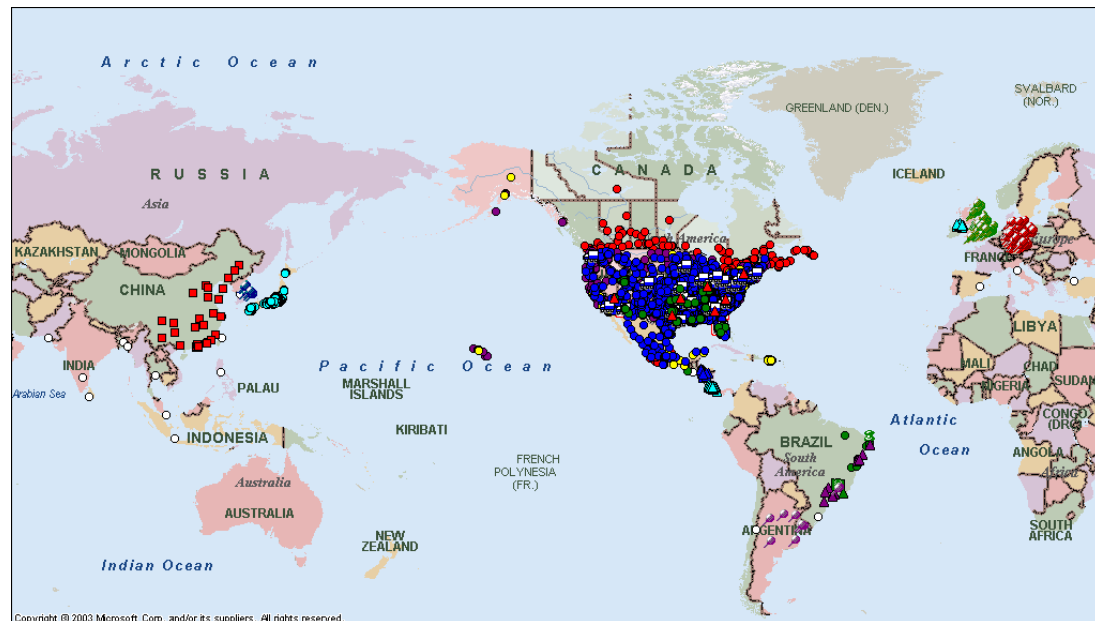 Arctic Ocean
SVALBARD
(NOR.)
GREENLAND (DEN.)
RUSSIA
CANADA
ICELAND
Asia
North America
Europe
KAZAKHSTAN
MONGOLIA
FRANCE
CHINA
LIBYA
INDIA
Pacific Ocean
MALI
CHAD
NIGERIA
SUDAN
Arabian Sea
PALAU
MARSHALL
ISLANDS
CONGO
(DRC)
KIRIBATI
Atlantic
Ocean
INDONESIA
BRAZIL
South
America
ANGOLA
Africa
FRENCH
POLYNESIA
(FR.)
Australia
AUSTRALIA
ARGENTINA
SOUTH
AFRICA
NEW
ZEALAND
Indian Ocean
Copyright © 2003 Microsoft Corp. and/or its suppliers. All rights reserved.